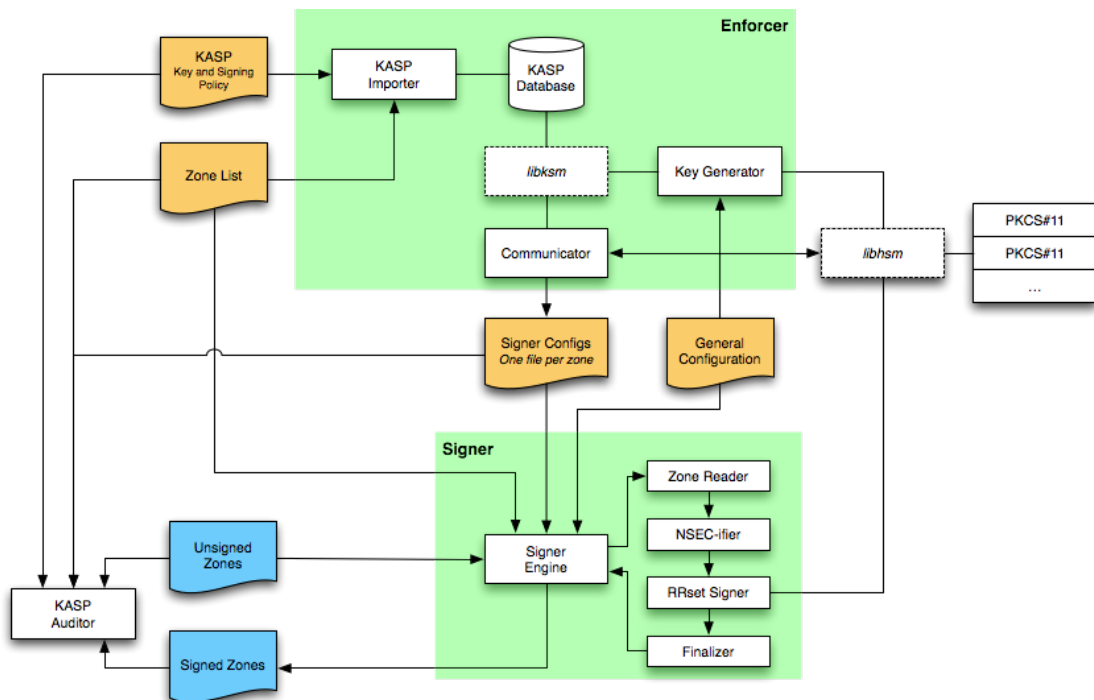 Enforcer
KASP
Key and Signing
Policy
KASP
Importer
KASP
Database
Zone List
libksm
Key Generator
PKCS#11
Communicator
libhsm
PKCS#11
...
Signer Configs
One file per zone
General
Configuration
Signer
Zone Reader
Unsigned
Zones
Signer
Engine
NSEC-ifier
KASP
Auditor
RRset Signer
Signed Zones
Finalizer